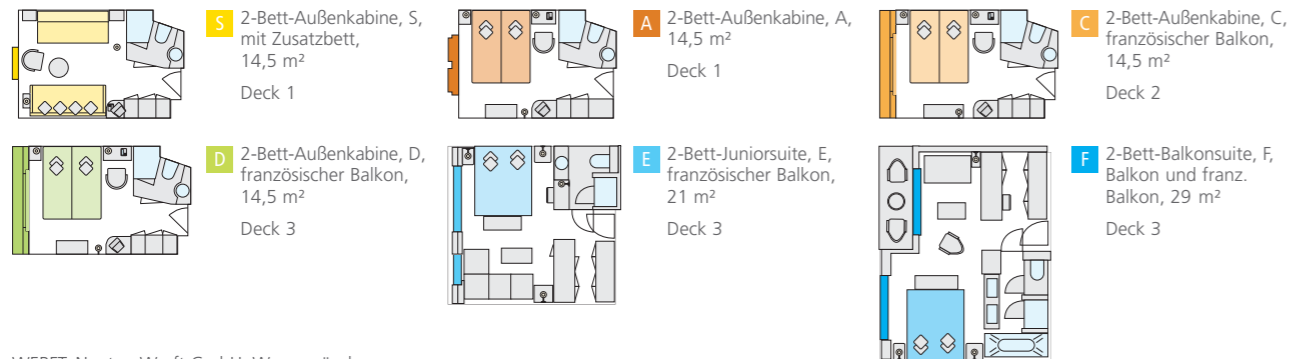 S 2-Bett-Außenkabine, S,
mit Zusatzbett,
14,5 m²
Deck 1
A 2-Bett-Außenkabine, A,
14,5 m²
Deck 1
C 2-Bett-Außenkabine, C,
französischer Balkon,
14,5 m²
Deck 2
D 2-Bett-Außenkabine, D,
französischer Balkon,
14,5 m²
Deck 3
E 2-Bett-Juniorsuite, E,
französischer Balkon,
21 m²
Deck 3
F 2-Bett-Balkonsuite, F,
Balkon und franz.
Balkon, 29 m²
Deck 3